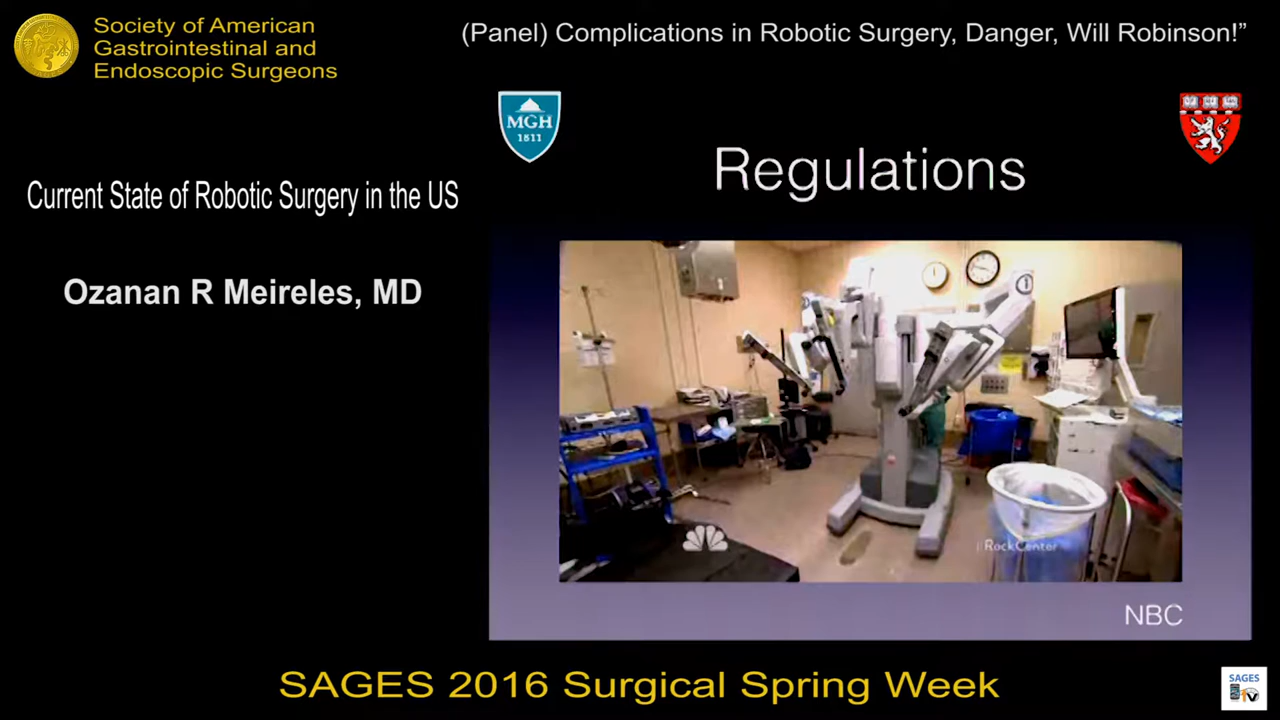 Society of American
Gastrointestinal and
Endoscopic Surgeons
(Panel) Complications in Robotic Surgery, Danger, Will Robinson!”
MGH
1811
Regulations
Current State of Robotic Surgery in the US
Ozanan R Meireles, MD
RockCenter
NBC
SAGES 2016 Surgical Spring Week
SAGES
TV